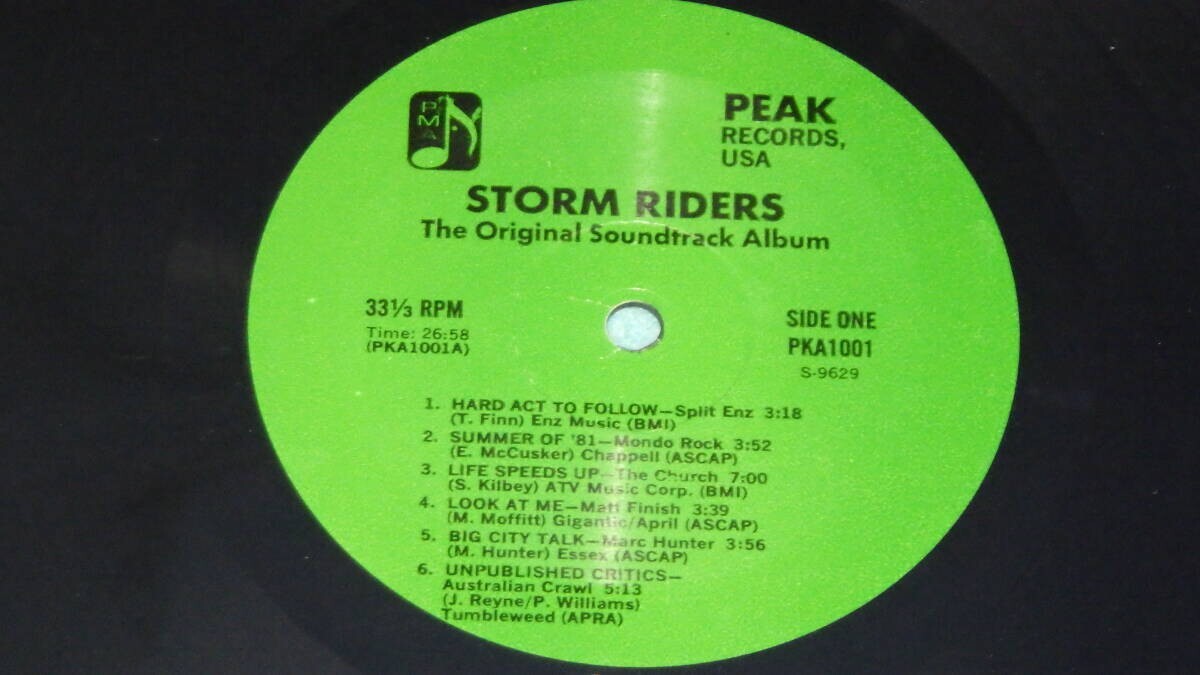 PMA
PEAK
RECORDS,
USA
STORM RIDERS
The Original Soundtrack Album
33⅓ RPM
Time: 26:58
(PKA1001A)
SIDE ONE
PKA1001
S-9629
1. HARD ACT TO FOLLOW—Split Enz 3:18
(T. Finn) Enz Music (BMI)
2. SUMMER OF '81—Mondo Rock 3:52
(E. McCusker) Chappell (ASCAP)
3. LIFE SPEEDS UP—The Church 7:00
(S. Kilbey) ATV Music Corp. (BMI)
4. LOOK AT ME—Matt Finish 3:39
(M. Moffitt) Gigantic/April (ASCAP)
5. BIG CITY TALK—Marc Hunter 3:56
(M. Hunter) Essex (ASCAP)
6. UNPUBLISHED CRITICS—
Australian Crawl 5:13
(J. Reyne/P. Williams)
Tumbleweed (APRA)